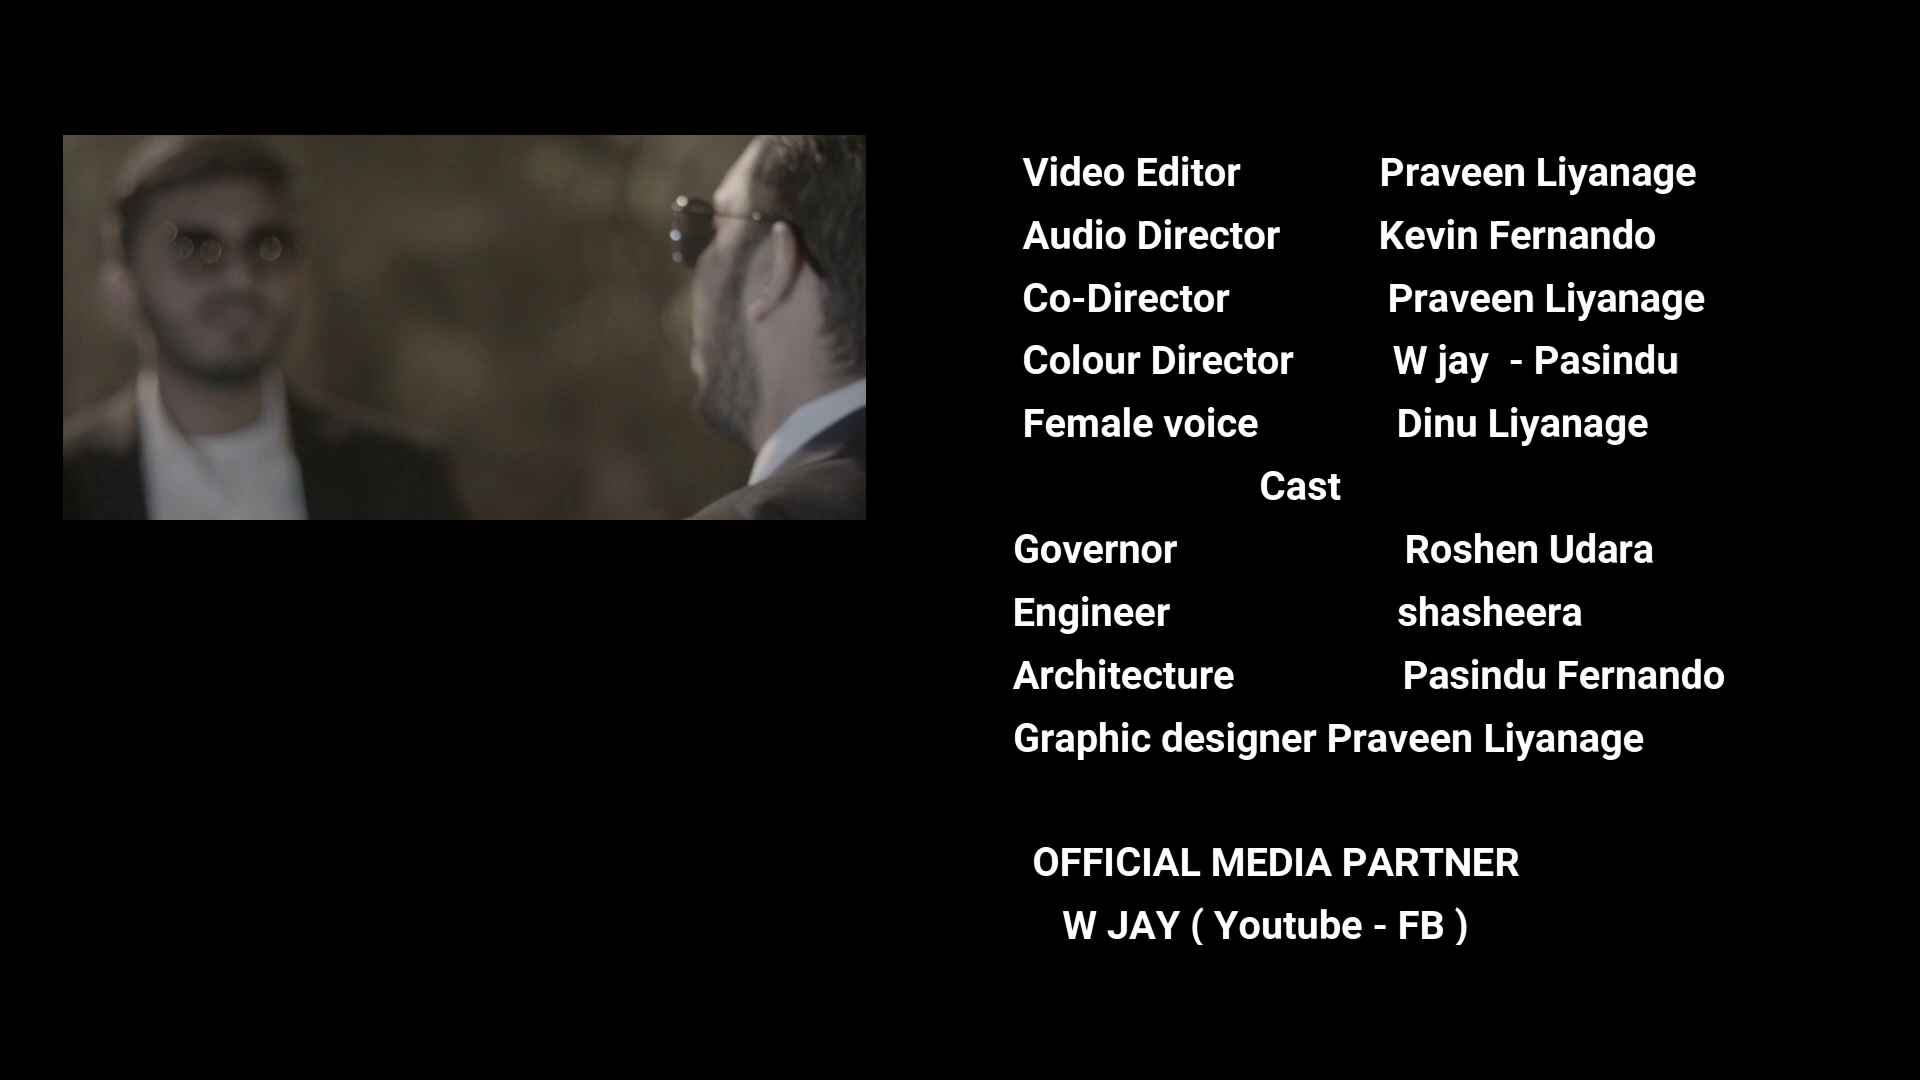 Video Editor Praveen Liyanage
Audio Director Kevin Fernando
Co-Director Praveen Liyanage
Colour Director W jay - Pasindu
Female voice Dinu Liyanage
Cast
Governor Roshen Udara
Engineer shasheera
Architecture Pasindu Fernando
Graphic designer Praveen Liyanage
OFFICIAL MEDIA PARTNER
W JAY ( Youtube - FB )